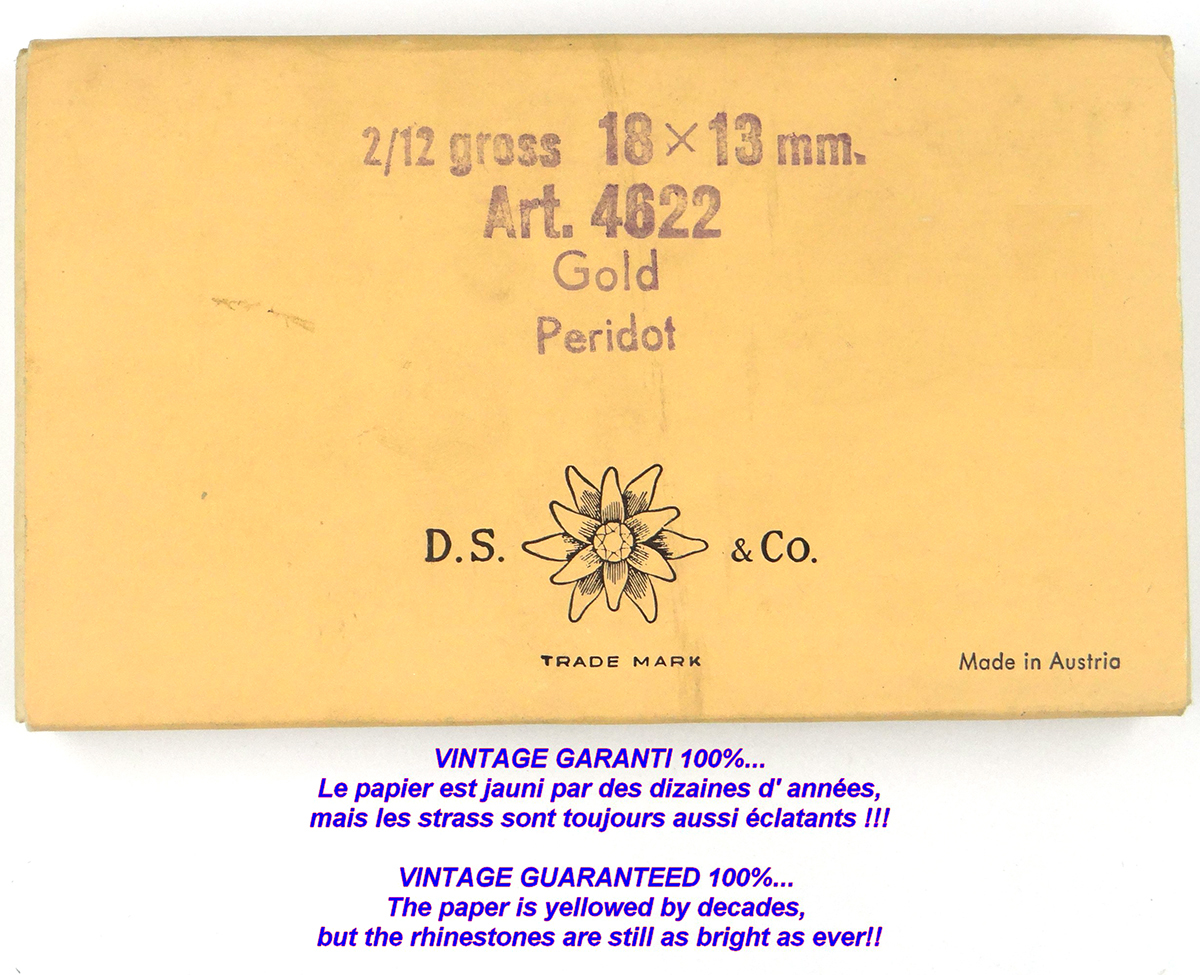 2/12 gross 18 × 13 mm.
Art. 4622
Gold
Peridot
D.S. & Co.
TRADE MARK
Made in Austria
VINTAGE GARANTI 100%...
Le papier est jauni par des dizaines d' années,
mais les strass sont toujours aussi éclatants !!!
VINTAGE GUARANTEED 100%...
The paper is yellowed by decades,
but the rhinestones are still as bright as ever!!